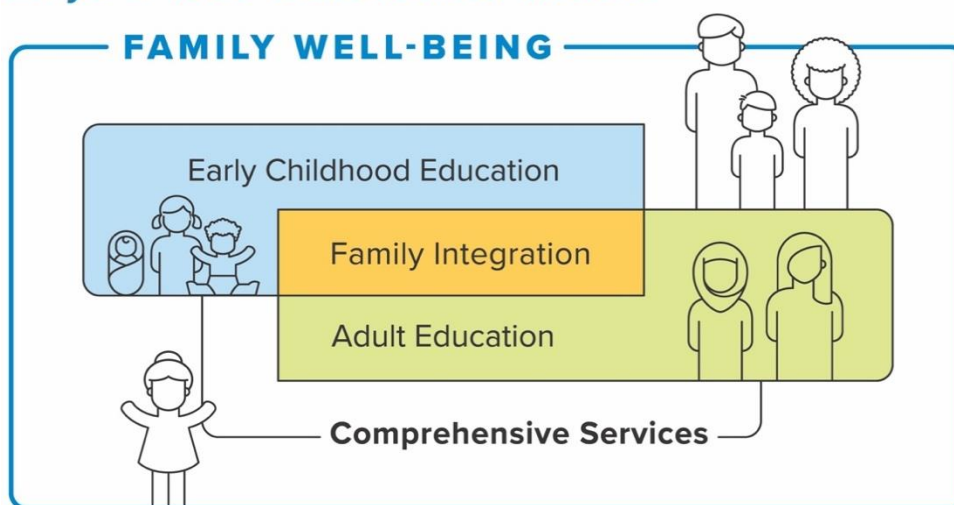 FAMILY WELL-BEING
Early Childhood Education
Family Integration
Adult Education
Comprehensive Services